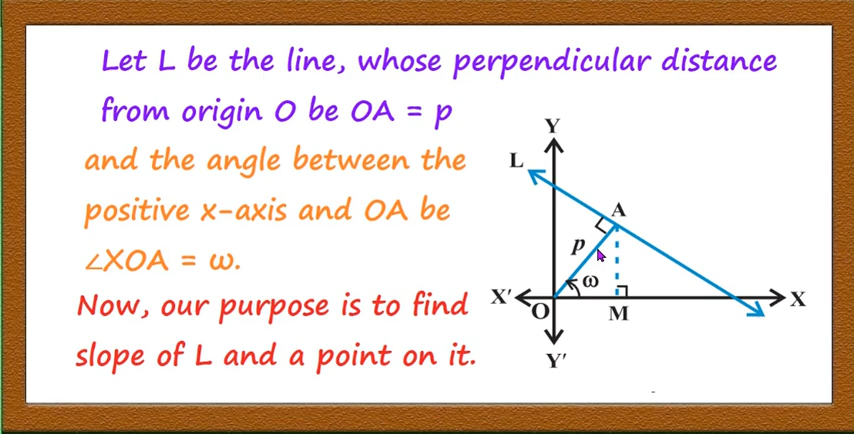 Let L be the line, whose perpendicular distance
from origin O be OA = p
and the angle between the
positive x-axis and OA be
∠XOA = ω.
Now, our purpose is to find
slope of L and a point on it.
Y
L
A
p
ω
X′
O
M
X
Y′